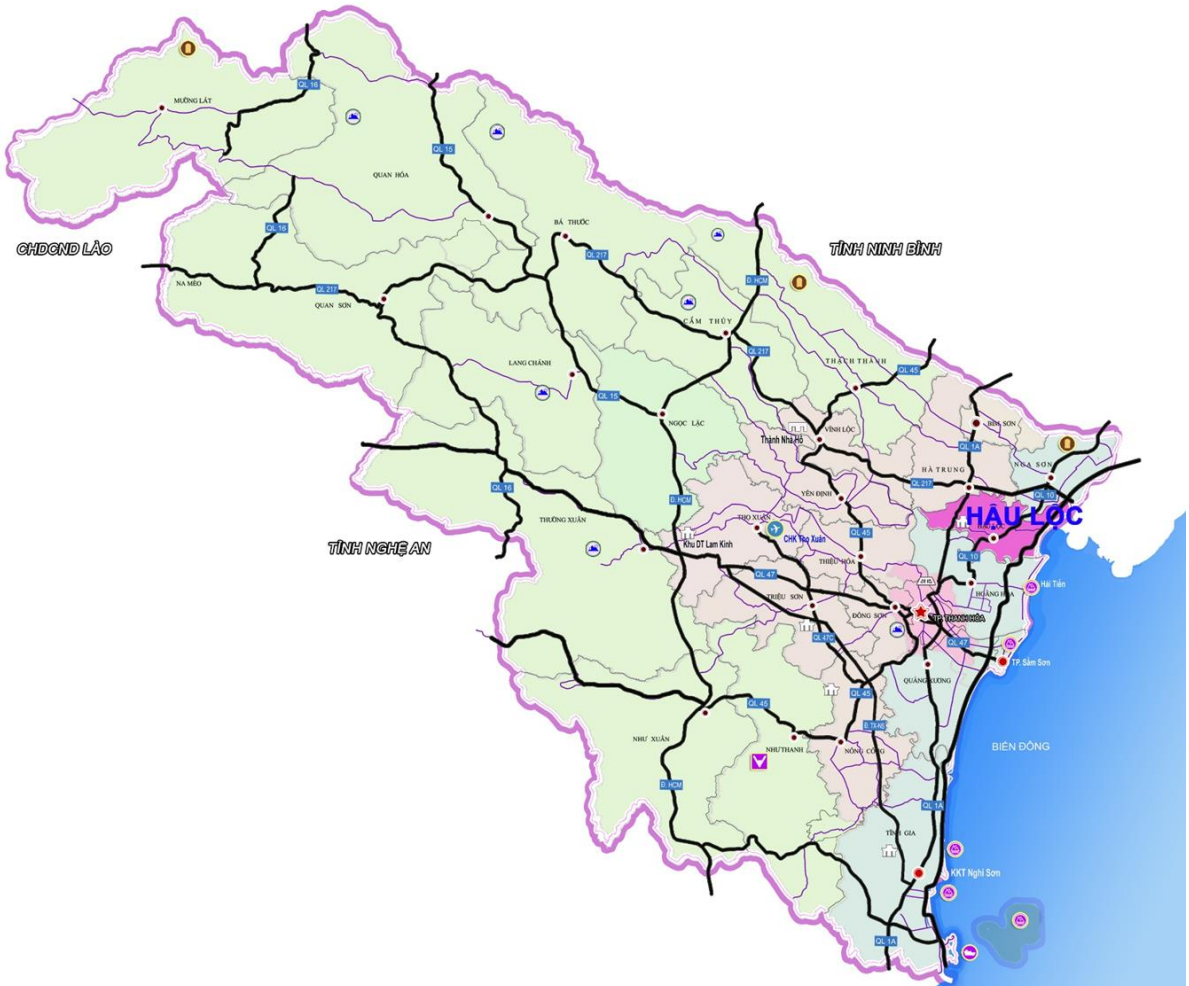 QL 16
MƯỜNG LÁT
QL 15
QUAN HÓA
BÁ THƯỚC
QL 16
CHDCND LÀO
TỈNH NINH BÌNH
QL 217
NA MÈO
QL 217
QUAN SƠN
Đ. HCM
CẨM THỦY
QL 217
THẠCH THÀNH
LANG CHÁNH
QL 45
QL 15
NGỌC LẶC
BỈM SƠN
Thành Nhà Hồ
VĨNH LỘC
QL 1A
NGA SƠN
HÀ TRUNG
QL 217
QL 10
Đ. HCM
YÊN ĐỊNH
QL 16
THƯỜNG XUÂN
THỌ XUÂN
HẬU LỘC
QL 45
CHK Thọ Xuân
Khu DT Lam Kinh
TỈNH NGHỆ AN
QL 10
THIỆU HÓA
QL 47
HOẰNG HÓA
Hải Tiến
TRIỆU SƠN
ĐÔNG SƠN
TP. THANH HÓA
QL 47C
QL 47
TP. Sầm Sơn
QUẢNG XƯƠNG
QL 45
QL 45
Đ. TX-NS
NHƯ XUÂN
NHƯ THANH
NÔNG CỐNG
BIỂN ĐÔNG
Đ. HCM
QL 1A
TĨNH GIA
KKT Nghi Sơn
QL 1A